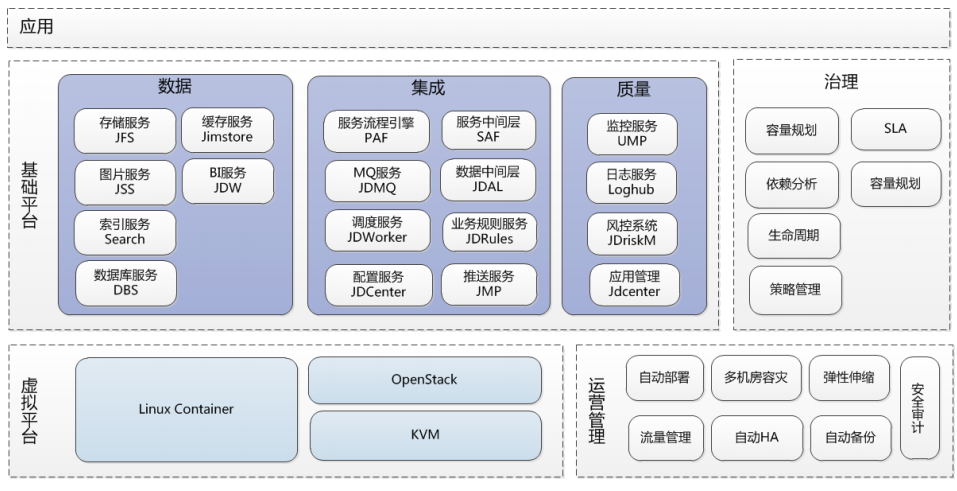 应用
基础平台
数据
存储服务
JFS
缓存服务
Jimstore
图片服务
JSS
BI服务
JDW
索引服务
Search
数据库服务
DBS
集成
服务流程引擎
PAF
服务中间层
SAF
MQ服务
JDMQ
数据中间层
JDAL
调度服务
JDWorker
业务规则服务
JDRules
配置服务
JDCenter
推送服务
JMP
质量
监控服务
UMP
日志服务
Loghub
风控系统
JDriskM
应用管理
Jdcenter
治理
容量规划
SLA
依赖分析
容量规划
生命周期
策略管理
虚拟平台
Linux Container
OpenStack
KVM
运营管理
自动部署
多机房容灾
弹性伸缩
流量管理
自动HA
自动备份
安全审计